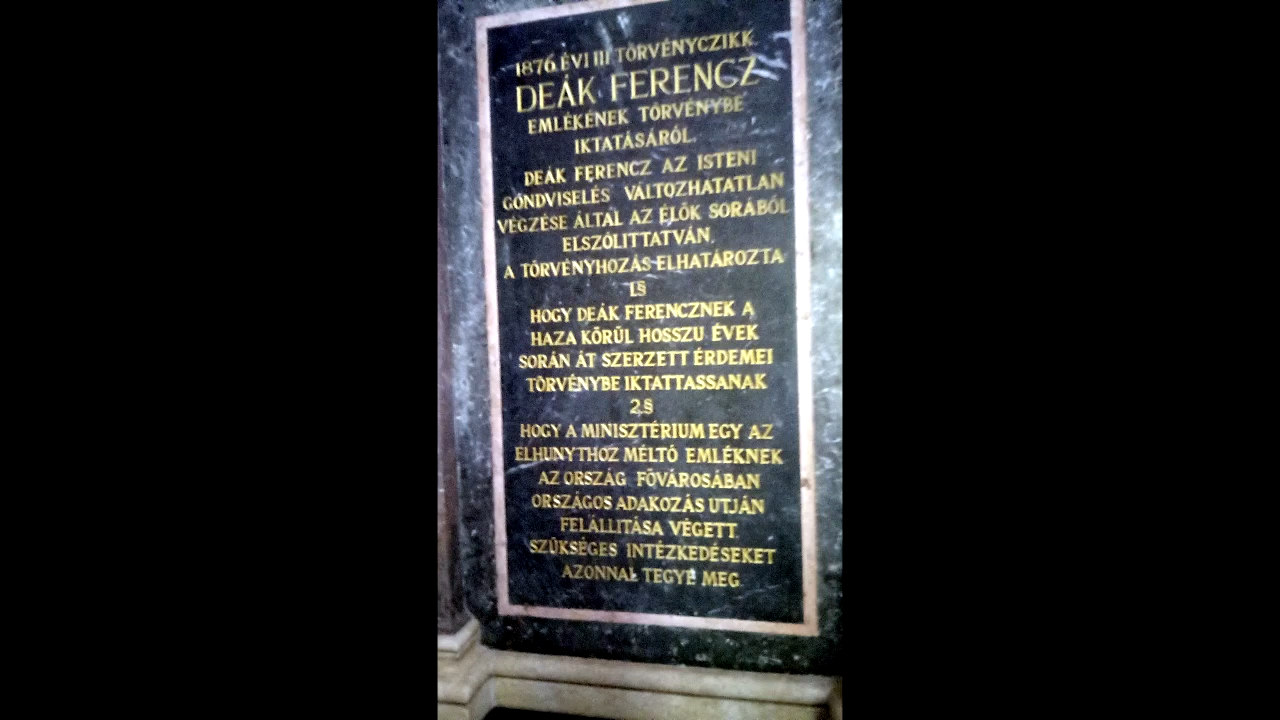 1876. ÉVI III TÖRVÉNYCZIKK.
DEÁK FERENCZ
EMLÉKÉNEK TÖRVÉNYBE
IKTATÁSÁRÓL.
DEÁK FERENCZ AZ ISTENI
GONDVISELÉS VÁLTOZHATATLAN
VÉGZÉSE ÁLTAL AZ ÉLŐK SORÁBÓL
ELSZÓLITTATVÁN,
A TÖRVÉNYHOZÁS ELHATÁROZTA
1.§
HOGY DEÁK FERENCZNEK A
HAZA KÖRÜL HOSSZU ÉVEK
SORÁN ÁT SZERZETT ÉRDEMEI
TÖRVÉNYBE IKTATTASSANAK
2.§
HOGY A MINISZTÉRIUM EGY AZ
ELHUNYTHOZ MÉLTÓ EMLÉKNEK
AZ ORSZÁG FŐVÁROSÁBAN
ORSZÁGOS ADAKOZÁS UTJÁN
FELÁLLITÁSA VÉGETT
SZÜKSÉGES INTÉZKEDÉSEKET
AZONNAL TEGYE MEG.